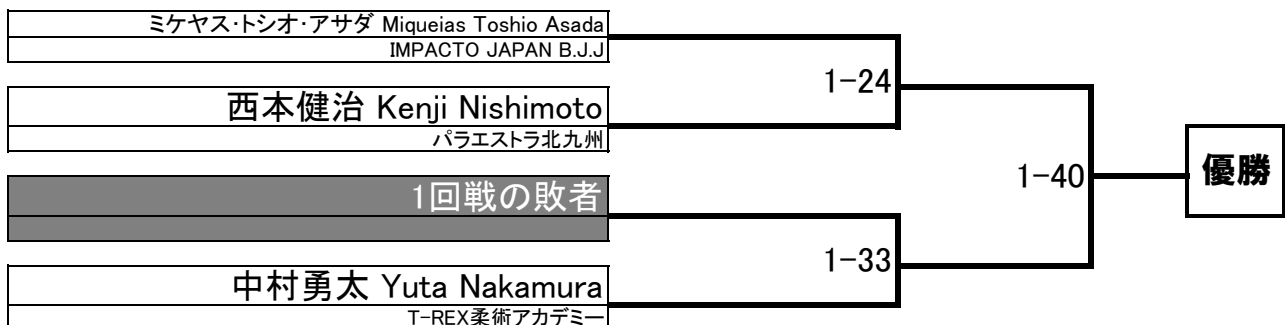 ミケヤス・トシオ・アサダ Miqueias Toshio Asada
IMPACTO JAPAN B.J.J
1-24
西本健治 Kenji Nishimoto
パラエストラ北九州
1-40
優勝
1回戦の敗者
1-33
中村勇太 Yuta Nakamura
T-REX柔術アカデミー